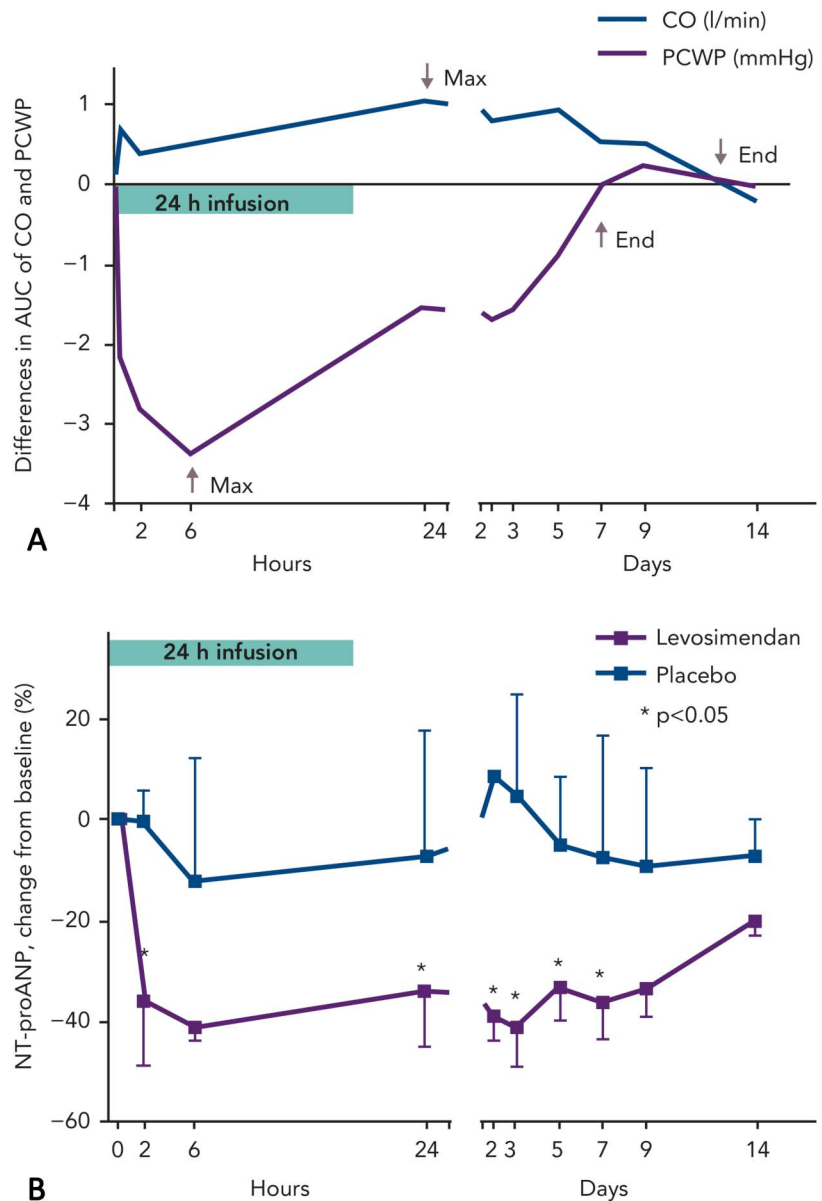 CO (l/min)
PCWP (mmHg)
Differences in AUC of CO and PCWP
1
0
−1
−2
−3
−4
Max
End
24 h infusion
End
Max
2 6 24 2 3 5 7 9 14
Hours Days
A
24 h infusion
Levosimendan
Placebo
* p<0.05
NT-proANP, change from baseline (%)
20
0
−20
−40
−60
* * * * * *
0 2 6 24 2 3 5 7 9 14
Hours Days
B